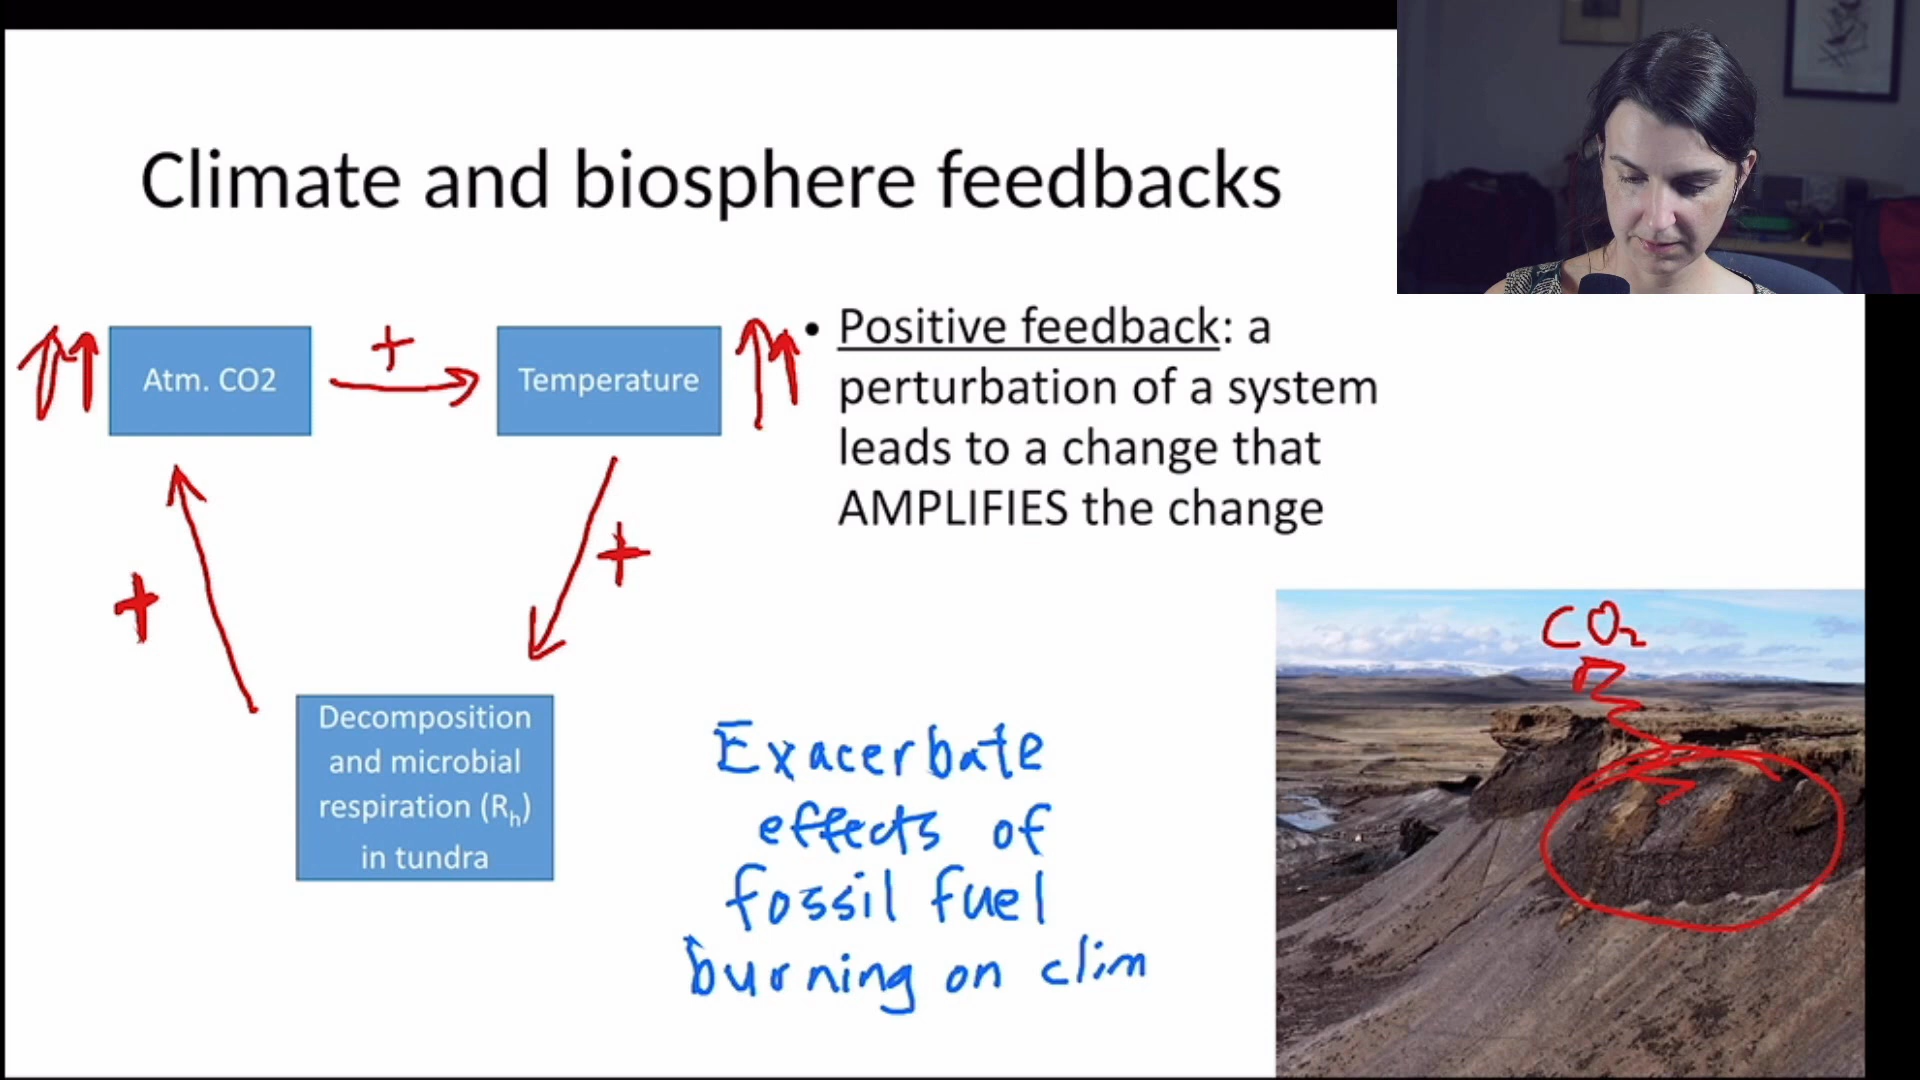 Climate and biosphere feedbacks
Atm. CO2
+
Temperature
+
+
Decomposition
and microbial
respiration (Rₕ)
in tundra
• Positive feedback: a
perturbation of a system
leads to a change that
AMPLIFIES the change
Exacerbate
effects of
fossil fuel
burning on clim
CO₂